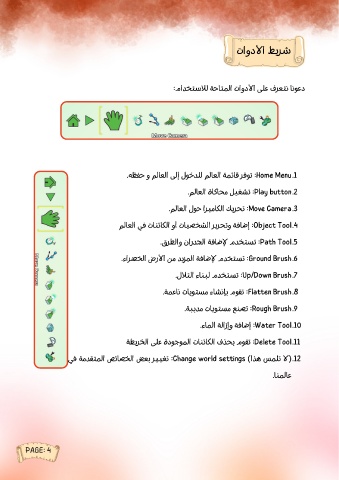 شريط الأدوات
دعونا نتعرف على الأدوات المتاحة للاستخدام:
Move Camera
1.Home Menu: توفر قائمة العالم للدخول إلى العالم و حفظه.
2.Play button: تشغيل محاكاة العالم.
3.Move Camera: تحريك الكاميرا حول العالم.
4.Object Tool: إضافة وتحرير الشخصيات أو الكائنات في العالم
5.Path Tool: تستخدم لإضافة الجدران والطرق.
6.Ground Brush: تستخدم لإضافة المزيد من الأرض الخضراء.
7.Up/Down Brush: تستخدم لبناء التلال.
8.Flatten Brush: تقوم بإنشاء مستويات ناعمة.
9.Rough Brush: تصنع مستويات مدببة.
10.Water Tool: إضافة وإزالة الماء.
11.Delete Tool: تقوم بحذف الكائنات الموجودة على الخريطة
12.(لا تلمس هذا) Change world settings: تغيير بعض الخصائص المتقدمة في
عالمنا.
Move Camera
PAGE: 4